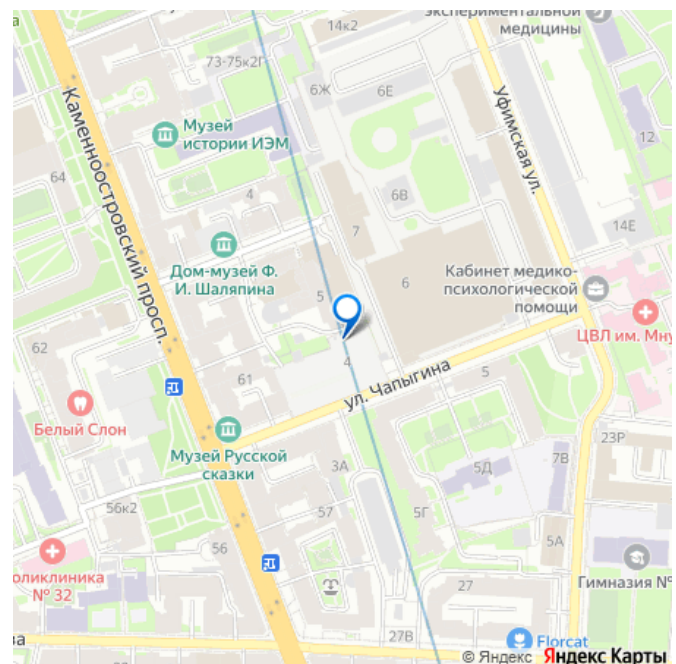 экспериментальной
медицины
14к2
73-75к2Г
6Ж
6Е
Музей
истории ИЭМ
Уфимская ул.
12
Каменноостровский просп.
64
4
6В
14Е
7
Дом-музей Ф.
И. Шаляпина
Кабинет медико-
психологической
помощи
6
5
ЦВЛ им. Мну
62
4
61
ул. Чапыгина
5
Белый Слон
Музей Русской
сказки
23Р
3А
5Д
7В
56к2
57
5Г
5А
56
оликлиника
№ 32
27
Гимназия №
ва
27В
Florcat
© Яндекс Яндекс Карты